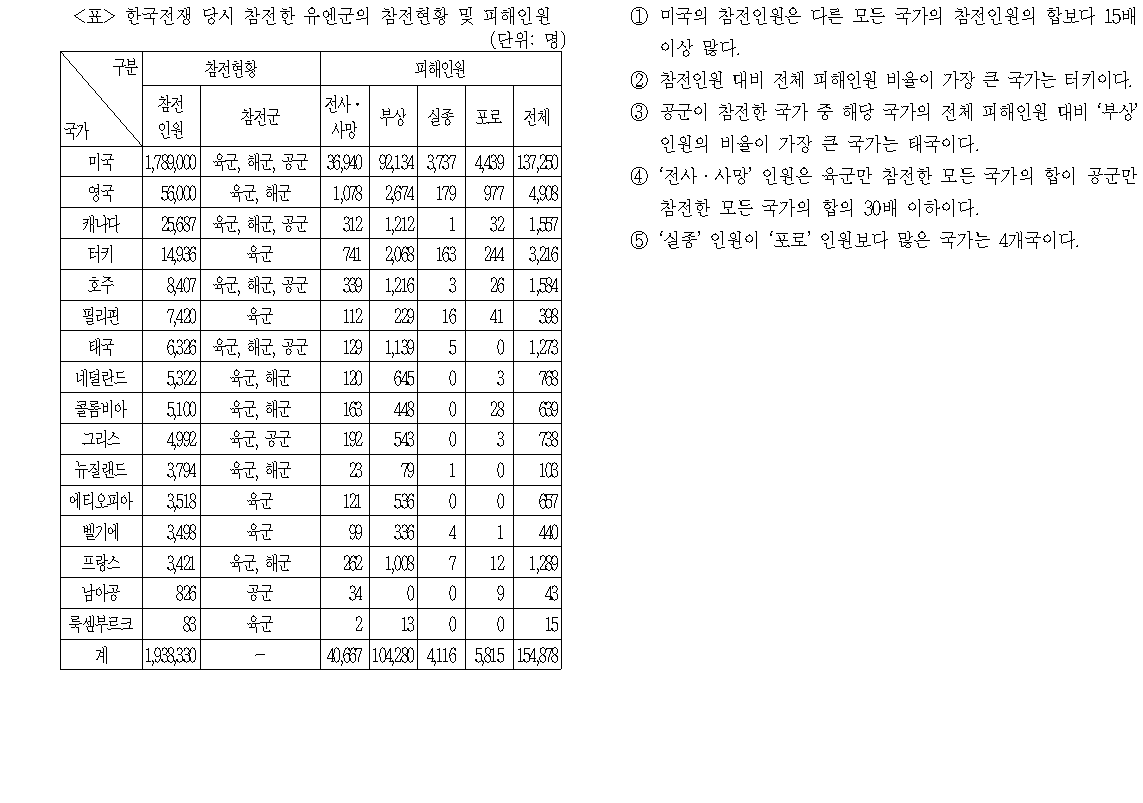 <표> 한국전쟁 당시 참전한 유엔군의 참전현황 및 피해인원
(단위: 명)
구분 참전현황 피해인원
국가 참전인원 참전군 전사·사망 부상 실종 포로 전체
미국 1,789,000 육군, 해군, 공군 36,940 92,134 3,737 4,439 137,250
영국 56,000 육군, 해군 1,078 2,674 179 977 4,908
캐나다 25,687 육군, 해군, 공군 312 1,212 1 32 1,557
터키 14,936 육군 741 2,068 163 244 3,216
호주 8,407 육군, 해군, 공군 339 1,216 3 26 1,584
필리핀 7,420 육군 112 229 16 41 398
태국 6,326 육군, 해군, 공군 129 1,139 5 0 1,273
네덜란드 5,322 육군, 해군 120 645 0 3 768
콜롬비아 5,100 육군, 해군 163 448 0 28 639
그리스 4,992 육군, 공군 192 543 0 3 738
뉴질랜드 3,794 육군, 해군 23 79 1 0 103
에티오피아 3,518 육군 121 536 0 0 657
벨기에 3,498 육군 99 336 4 1 440
프랑스 3,421 육군, 해군 262 1,008 7 12 1,289
남아공 826 공군 34 0 0 9 43
룩셈부르크 83 육군 2 13 0 0 15
계 1,938,330 － 40,667 104,280 4,116 5,815 154,878
① 미국의 참전인원은 다른 모든 국가의 참전인원의 합보다 15배
이상 많다.
② 참전인원 대비 전체 피해인원 비율이 가장 큰 국가는 터키이다.
③ 공군이 참전한 국가 중 해당 국가의 전체 피해인원 대비 ‘부상’
인원의 비율이 가장 큰 국가는 태국이다.
④ ‘전사·사망’ 인원은 육군만 참전한 모든 국가의 합이 공군만
참전한 모든 국가의 합의 30배 이하이다.
⑤ ‘실종’ 인원이 ‘포로’ 인원보다 많은 국가는 4개국이다.